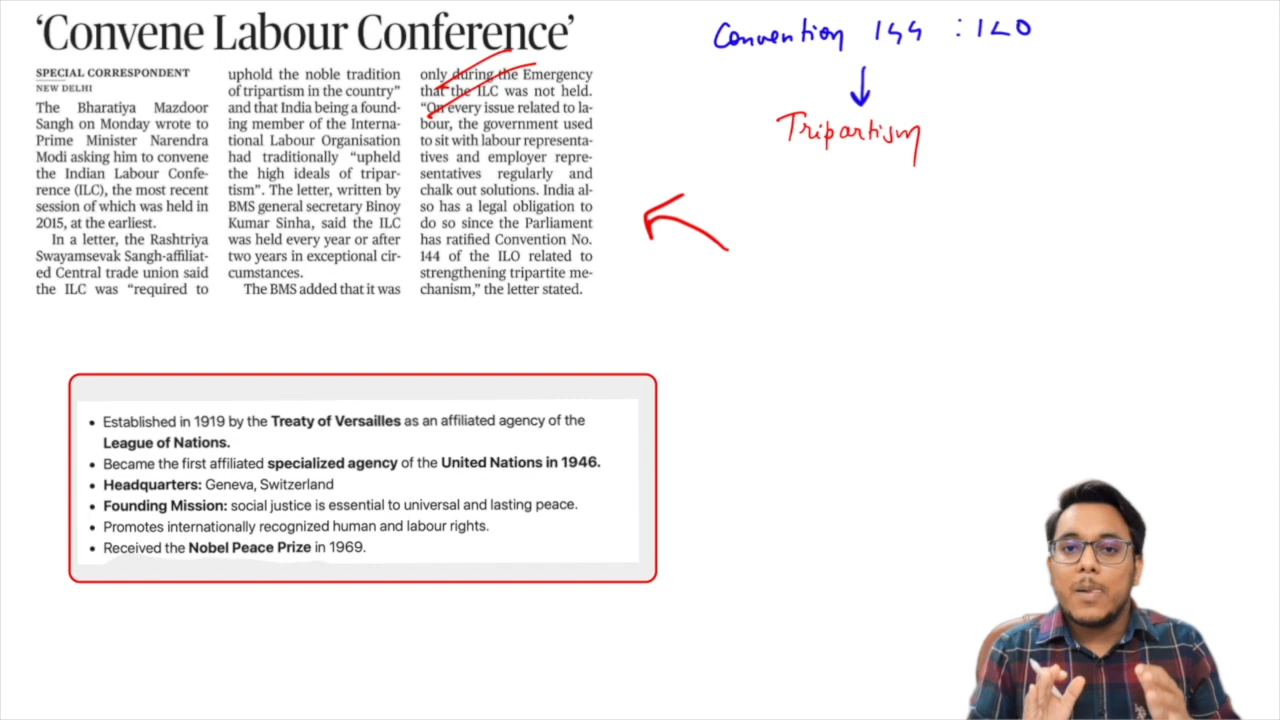 ‘Convene Labour Conference’
SPECIAL CORRESPONDENT
NEW DELHI
The Bharatiya Mazdoor
Sangh on Monday wrote to
Prime Minister Narendra
Modi asking him to convene
the Indian Labour Confe-
rence (ILC), the most recent
session of which was held in
2015, at the earliest.
In a letter, the Rashtriya
Swayamsevak Sangh-affiliat-
ed Central trade union said
the ILC was “required to
uphold the noble tradition
of tripartism in the country”
and that India being a found-
ing member of the Interna-
tional Labour Organisation
had traditionally “upheld
the high ideals of tripar-
tism”. The letter, written by
BMS general secretary Binoy
Kumar Sinha, said the ILC
was held every year or after
two years in exceptional cir-
cumstances.
The BMS added that it was
only during the Emergency
that the ILC was not held.
“On every issue related to la-
bour, the government used
to sit with labour representa-
tives and employer repre-
sentatives regularly and
chalk out solutions. India al-
so has a legal obligation to
do so since the Parliament
has ratified Convention No.
144 of the ILO related to
strengthening tripartite me-
chanism,” the letter stated.
Convention 144 : ILO
Tripartism
• Established in 1919 by the Treaty of Versailles as an affiliated agency of the
League of Nations.
• Became the first affiliated specialized agency of the United Nations in 1946.
• Headquarters: Geneva, Switzerland
• Founding Mission: social justice is essential to universal and lasting peace.
• Promotes internationally recognized human and labour rights.
• Received the Nobel Peace Prize in 1969.